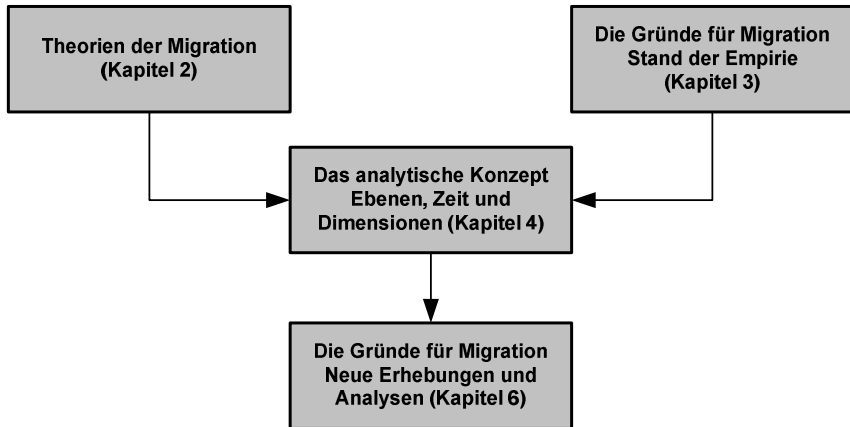 Theorien der Migration
(Kapitel 2)
Die Gründe für Migration
Stand der Empirie
(Kapitel 3)
Das analytische Konzept
Ebenen, Zeit und
Dimensionen (Kapitel 4)
Die Gründe für Migration
Neue Erhebungen und
Analysen (Kapitel 6)